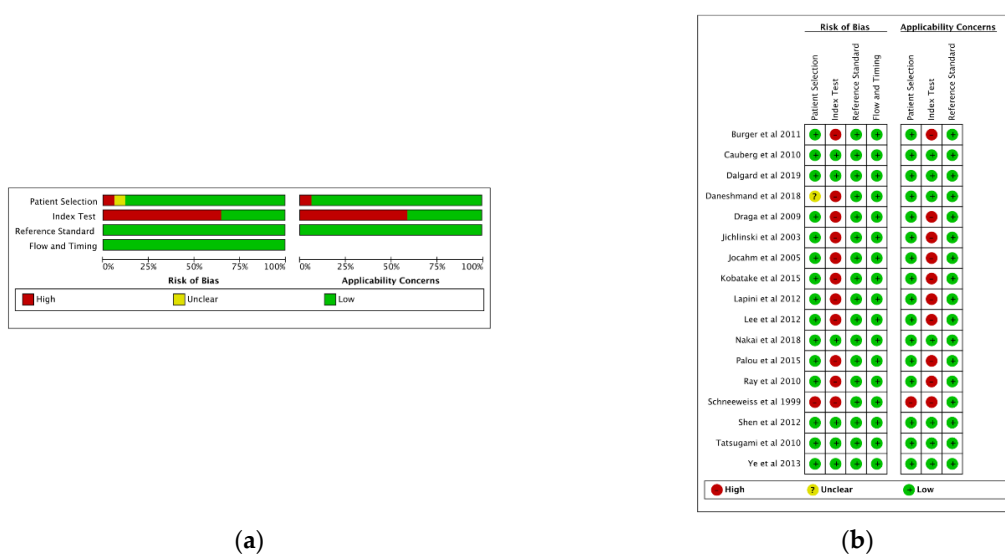 Patient Selection
Index Test
Reference Standard
Flow and Timing
0% 25% 50% 75% 100% 0% 25% 50% 75% 100%
Risk of Bias Applicability Concerns
High Unclear Low
(a)
Risk of Bias Applicability Concerns
Patient Selection Index Test Reference Standard Flow and Timing Patient Selection Index Test Reference Standard
Burger et al 2011 + - + + + - +
Cauberg et al 2010 + + + + + + +
Dalgard et al 2019 + + + + + + +
Daneshmand et al 2018 ? - + + + + +
Draga et al 2009 + - + + + - +
Jichlinski et al 2003 + - + + + - +
Jocahm et al 2005 + - + + + - +
Kobatake et al 2015 + - + + + - +
Lapini et al 2012 + - + + + - +
Lee et al 2012 + - + + + - +
Nakai et al 2018 + + + + + + +
Palou et al 2015 + - + + + - +
Ray et al 2010 + - + + + - +
Schneeweiss et al 1999 - - + + - - +
Shen et al 2012 + + + + + + +
Tatsugami et al 2010 + + + + + + +
Ye et al 2013 + + + + + + +
- High ? Unclear + Low
(b)